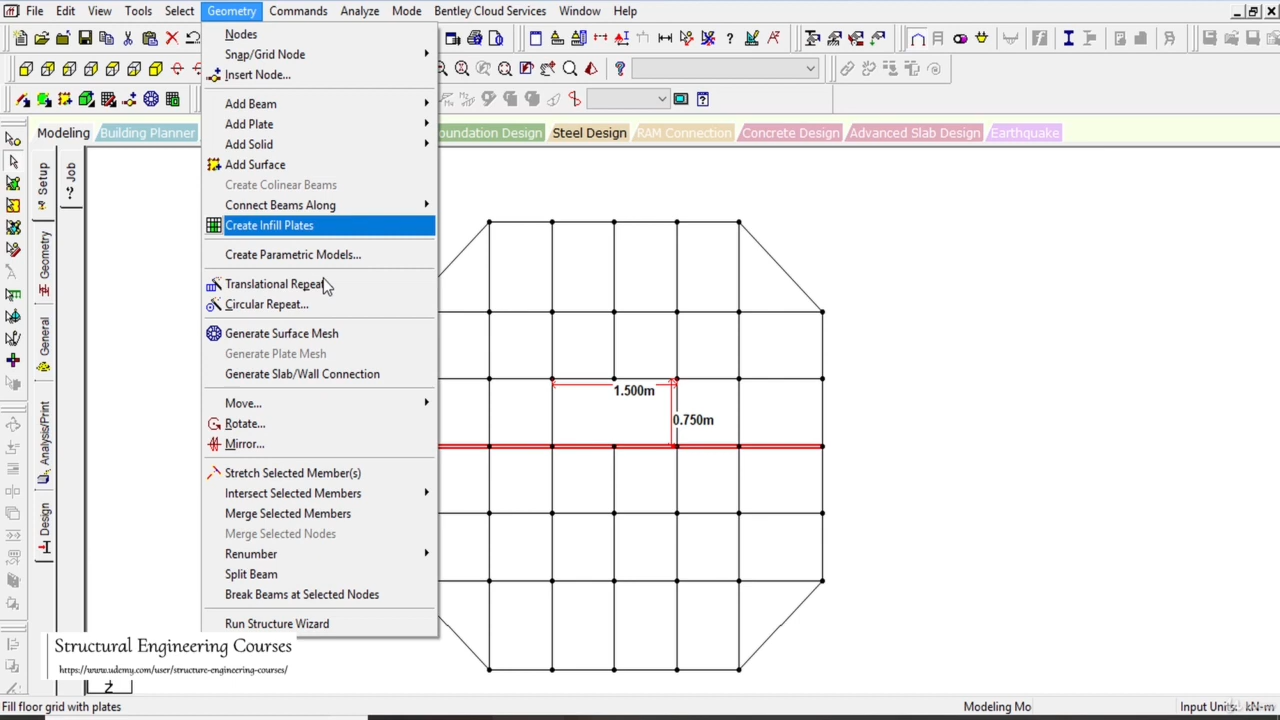 File Edit View Tools Select Geometry Commands Analyze Mode Bentley Cloud Services Window Help
Nodes
Snap/Grid Node
Insert Node...
Add Beam
Add Plate
Add Solid
Add Surface
Create Colinear Beams
Connect Beams Along
Create Infill Plates
Create Parametric Models...
Translational Repeat
Circular Repeat...
Generate Surface Mesh
Generate Plate Mesh
Generate Slab/Wall Connection
Move...
Rotate...
Mirror...
Stretch Selected Member(s)
Intersect Selected Members
Merge Selected Members
Merge Selected Nodes
Renumber
Split Beam
Break Beams at Selected Nodes
Run Structure Wizard
Modeling Building Planner oundation Design Steel Design RAM Connection Concrete Design Advanced Slab Design Earthquake
Setup
Geometry
General
Analysis/Print
Design
Job
1.500m
0.750m
Structural Engineering Courses
https://www.udemy.com/user/structure-engineering-courses/
Z
Fill floor grid with plates Modeling Mo Input Units: kN-m